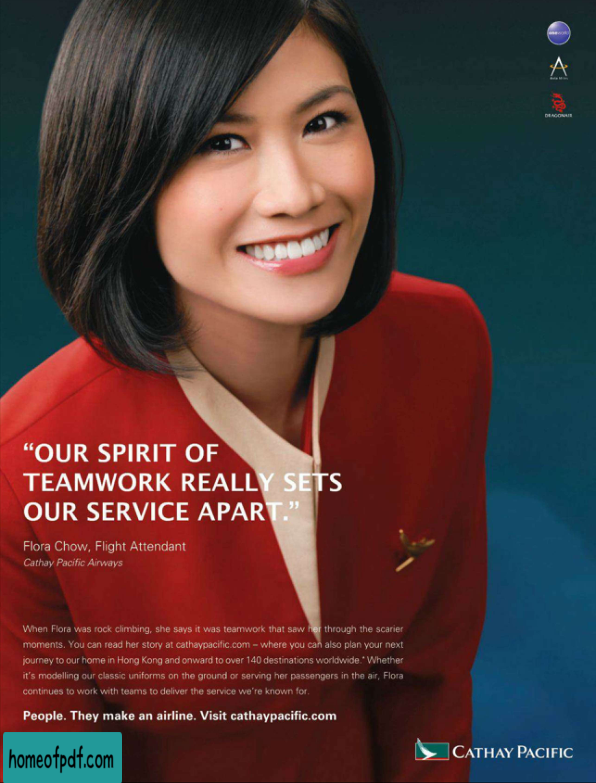 oneworld
DRAGONAIR
“OUR SPIRIT OF
TEAMWORK REALLY SETS
OUR SERVICE APART.”
Flora Chow, Flight Attendant
Cathay Pacific Airways
When Flora was rock climbing, she says it was teamwork that saw her through the scarier
moments. You can read her story at cathaypacific.com – where you can also plan your next
journey to our home in Hong Kong and onward to over 140 destinations worldwide.* Whether
it’s modelling our classic uniforms on the ground or serving her passengers in the air, Flora
continues to work with teams to deliver the service we’re known for.
People. They make an airline. Visit cathaypacific.com
CATHAY PACIFIC
homeofpdf.com